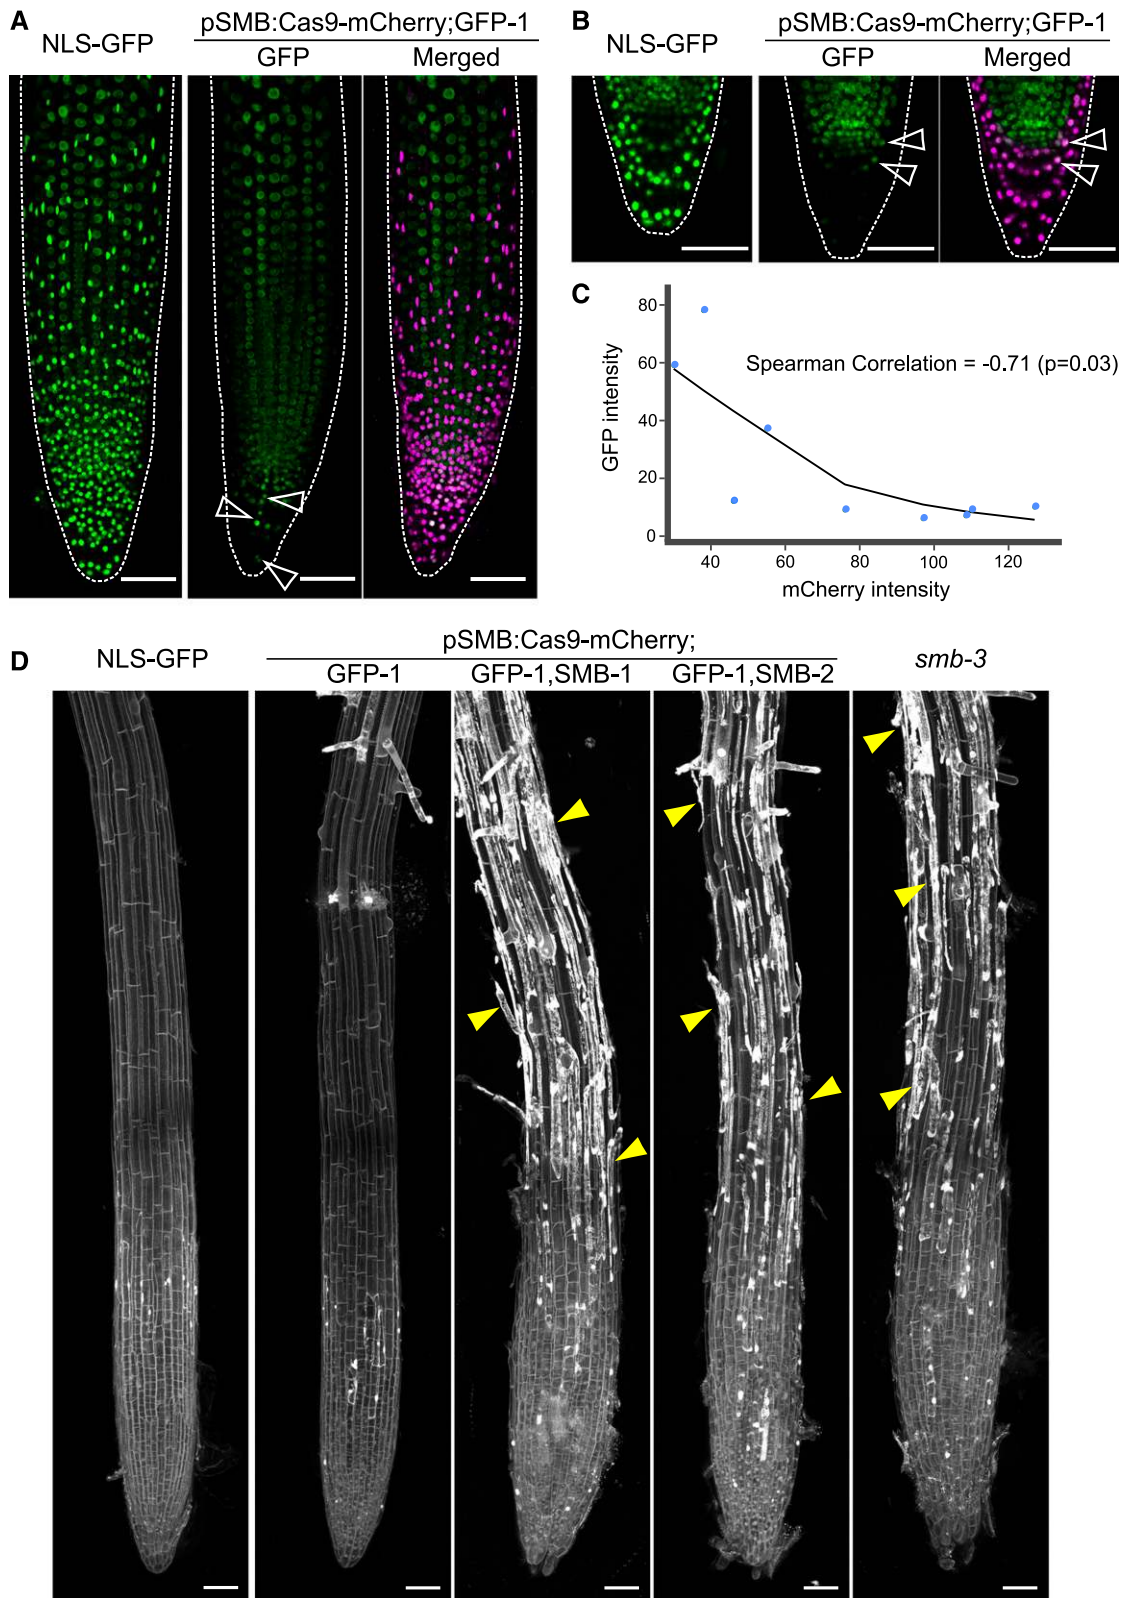 A
NLS-GFP
pSMB:Cas9-mCherry;GFP-1
GFP
Merged
B
NLS-GFP
pSMB:Cas9-mCherry;GFP-1
GFP
Merged
C
80
60
40
20
0
GFP intensity
Spearman Correlation = -0.71 (p=0.03)
40
60
80
100
120
mCherry intensity
D
NLS-GFP
pSMB:Cas9-mCherry;
GFP-1
GFP-1,SMB-1
GFP-1,SMB-2
smb-3